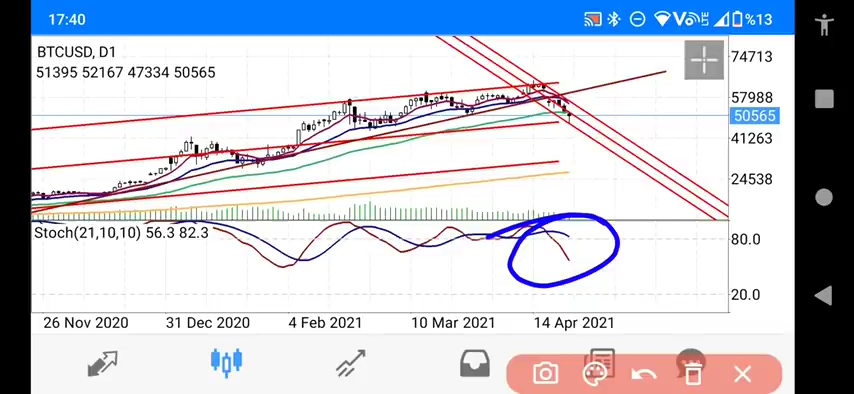 17:40
VoLTE %13
BTCUSD, D1
51395 52167 47334 50565
74713
57988
50565
41263
24538
Stoch(21,10,10) 56.3 82.3
80.0
20.0
26 Nov 2020 31 Dec 2020 4 Feb 2021 10 Mar 2021 14 Apr 2021